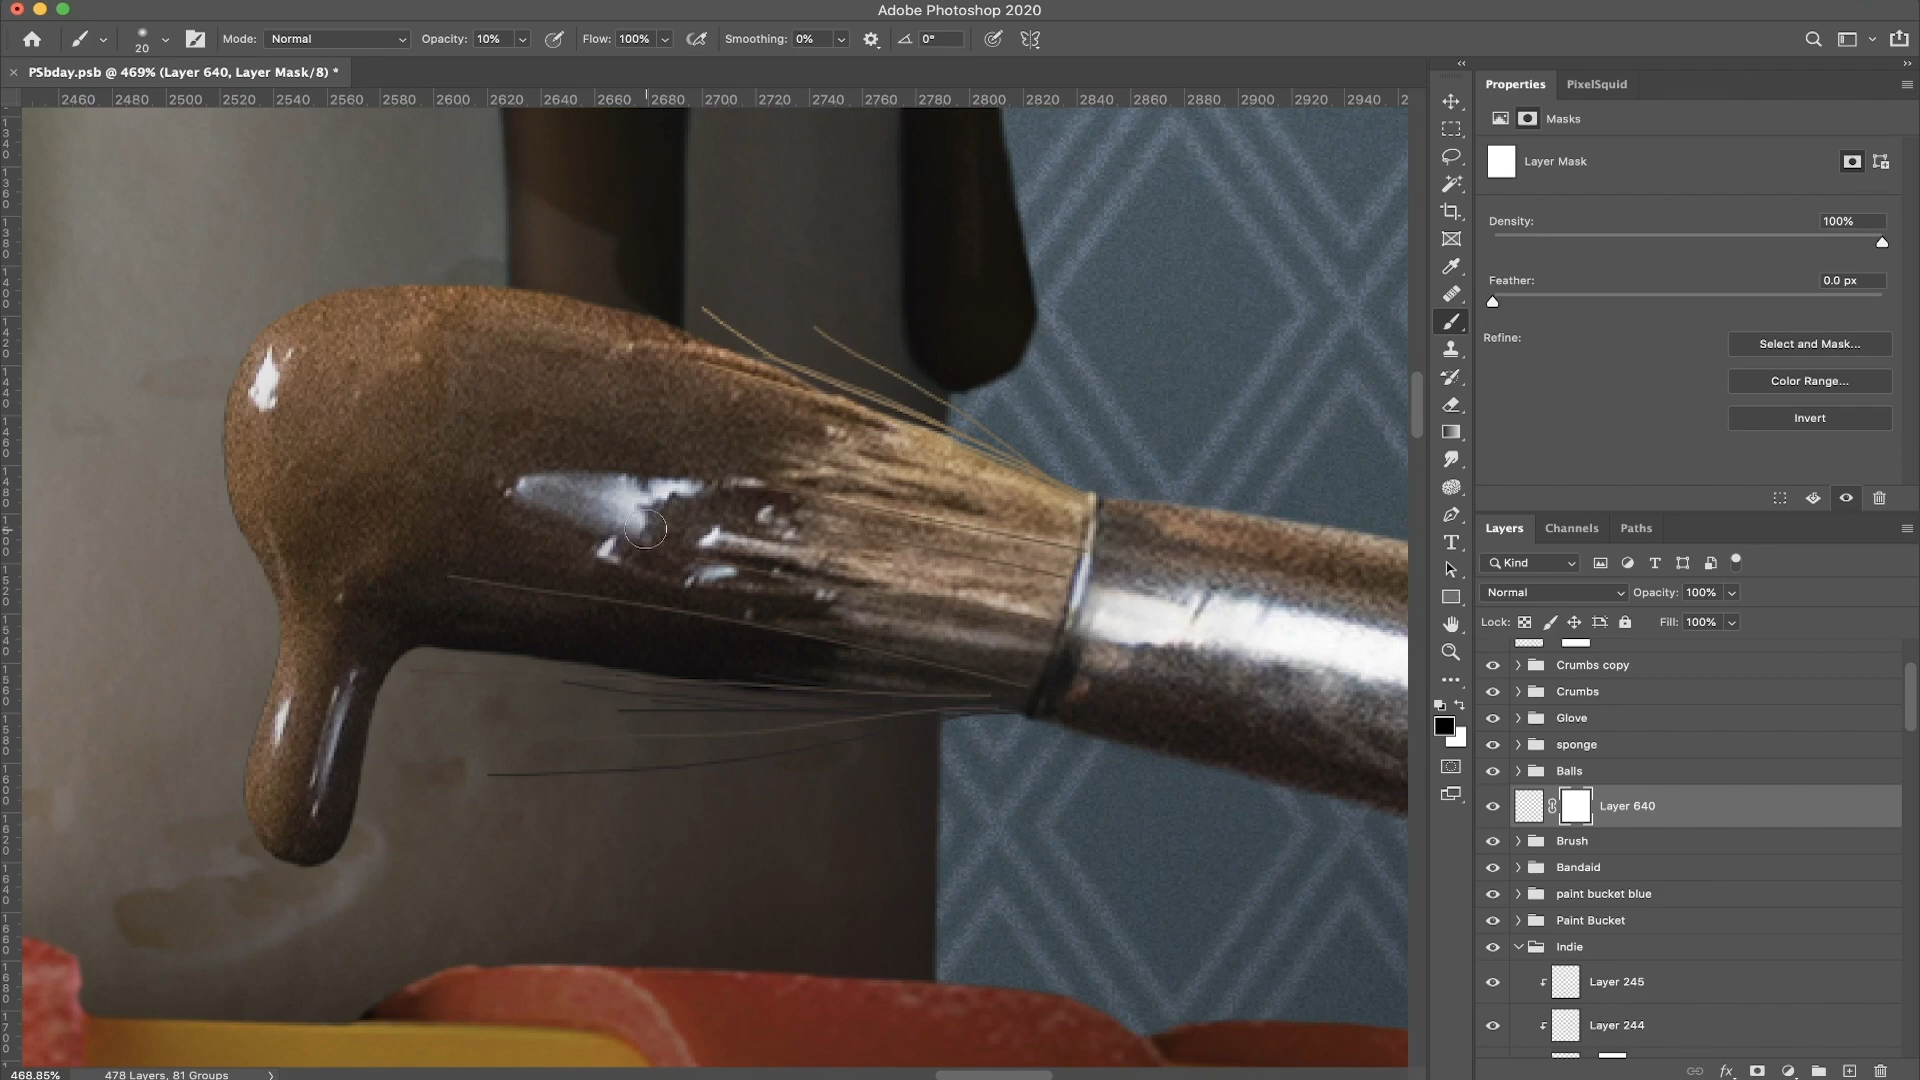 Adobe Photoshop 2020
20 Mode: Normal Opacity: 10% Flow: 100% Smoothing: 0% 0°
PSbday.psb @ 469% (Layer 640, Layer Mask/8) *
2460 2480 2500 2520 2540 2560 2580 2600 2620 2640 2660 2680 2700 2720 2740 2760 2780 2800 2820 2840 2860 2880 2900 2920 2940 2
Properties PixelSquid
Masks
Layer Mask
Density: 100%
Feather: 0.0 px
Refine:
Select and Mask...
Color Range...
Invert
Layers Channels Paths
Kind
Normal Opacity: 100%
Lock: Fill: 100%
Crumbs copy
Crumbs
Glove
sponge
Balls
Layer 640
Brush
Bandaid
paint bucket blue
Paint Bucket
Indie
Layer 245
Layer 244
fx
468.85% 478 Layers, 81 Groups